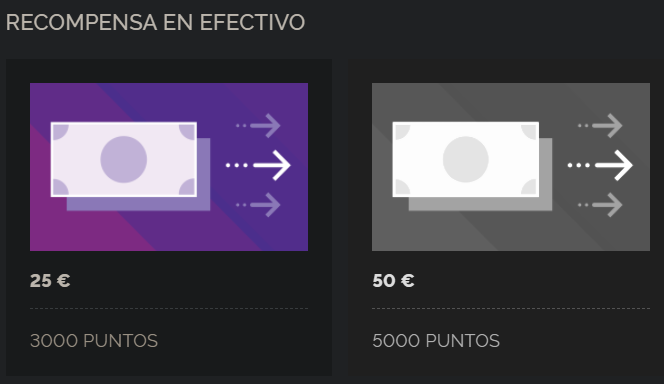 RECOMPENSA EN EFECTIVO
25 €
50 €
3000 PUNTOS
5000 PUNTOS